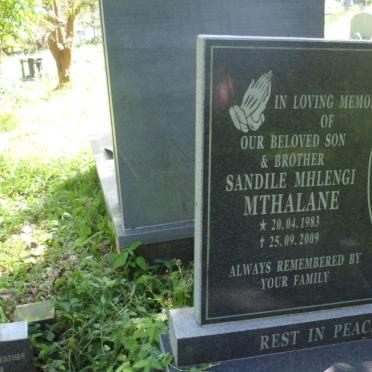 IN LOVING MEMO
OF
OUR BELOVED SON
& BROTHER
SANDILE MHLENGI
MTHALANE
★ 20.04.1983
† 25.09.2009
ALWAYS REMEMBERED BY
YOUR FAMILY
REST IN PEAC
FATHER